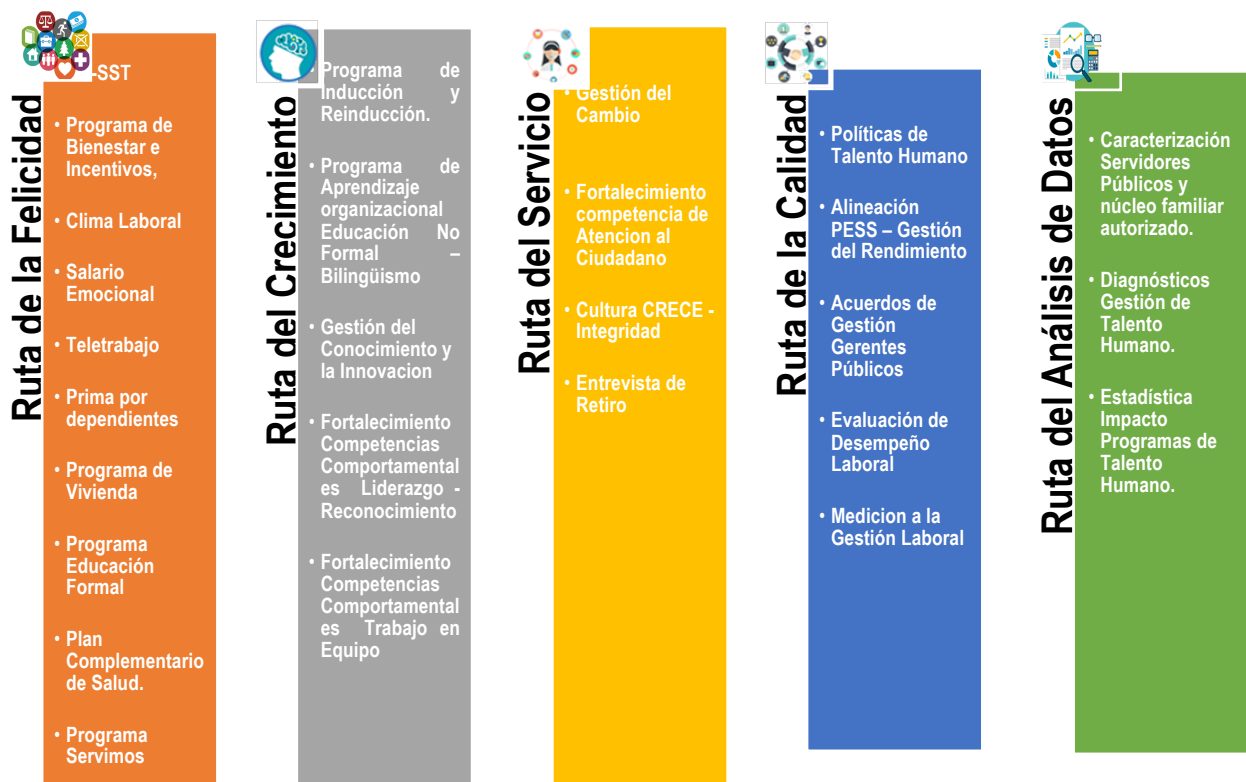 Ruta de la Felicidad
-SST
• Programa de
Bienestar e
Incentivos,
• Clima Laboral
• Salario
Emocional
• Teletrabajo
• Prima por
dependientes
• Programa de
Vivienda
• Programa
Educación
Formal
• Plan
Complementario
de Salud.
• Programa
Servimos
Ruta del Crecimiento
• Programa de
Inducción y
Reinducción.
• Programa de
Aprendizaje
organizacional
Educación No
Formal –
Bilingüismo
• Gestión del
Conocimiento y
la Innovacion
• Fortalecimiento
Competencias
Comportamental
es Liderazgo -
Reconocimiento
• Fortalecimiento
Competencias
Comportamental
es Trabajo en
Equipo
Ruta del Servicio
• Gestión del
Cambio
• Fortalecimiento
competencia de
Atencion al
Ciudadano
• Cultura CRECE -
Integridad
• Entrevista de
Retiro
Ruta de la Calidad
• Políticas de
Talento Humano
• Alineación
PESS – Gestión
del Rendimiento
• Acuerdos de
Gestión
Gerentes
Públicos
• Evaluación de
Desempeño
Laboral
• Medicion a la
Gestión Laboral
Ruta del Análisis de Datos
• Caracterización
Servidores
Públicos y
núcleo familiar
autorizado.
• Diagnósticos
Gestión de
Talento
Humano.
• Estadística
Impacto
Programas de
Talento
Humano.